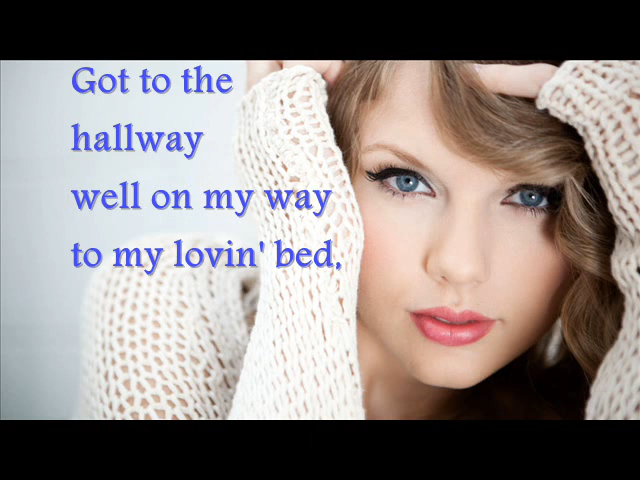 Got to the
hallway
well on my way
to my lovin' bed,